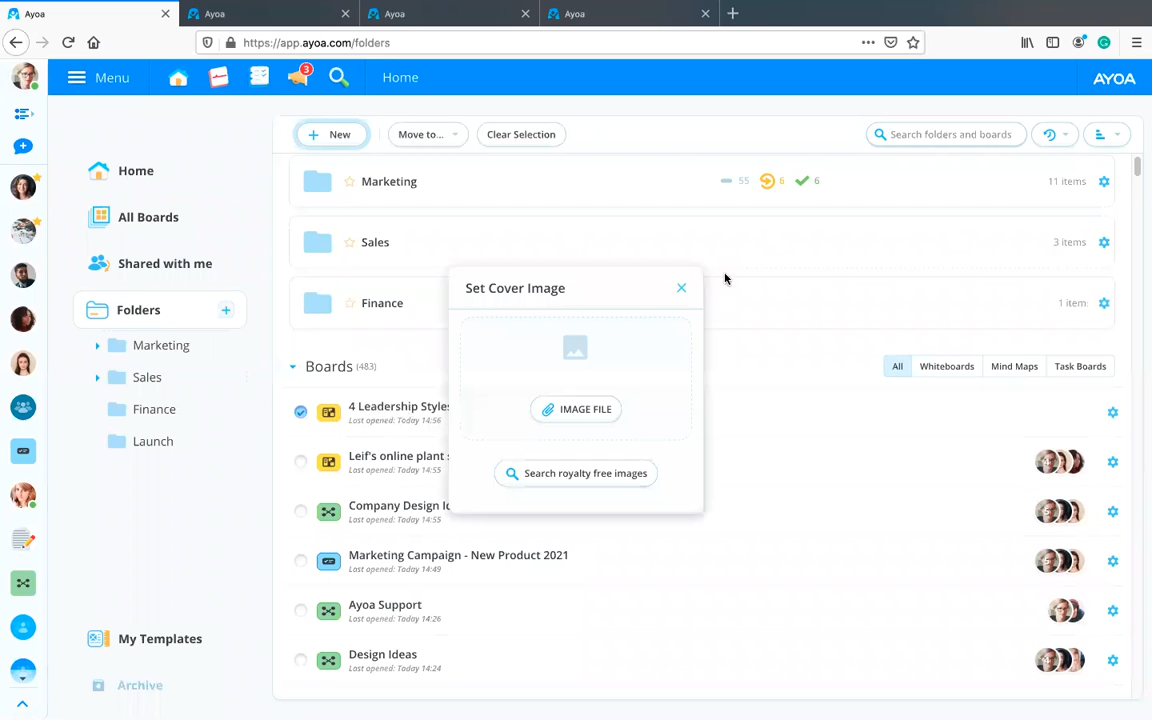 Ayoa
Ayoa
Ayoa
Ayoa
https://app.ayoa.com/folders
Menu
3
Home
AYOA
Home
All Boards
Shared with me
Folders
Marketing
Sales
Finance
Launch
My Templates
Archive
New
Move to...
Clear Selection
Search folders and boards
Marketing
55
6
6
11 items
Sales
3 items
Finance
1 item
Boards (483)
All
Whiteboards
Mind Maps
Task Boards
4 Leadership Styles
Last opened: Today 14:56
Leif's online plant
Last opened: Today 14:55
Company Design
Last opened: Today 14:55
Marketing Campaign - New Product 2021
Last opened: Today 14:49
Ayoa Support
Last opened: Today 14:26
Design Ideas
Last opened: Today 14:24
Set Cover Image
IMAGE FILE
Search royalty free images